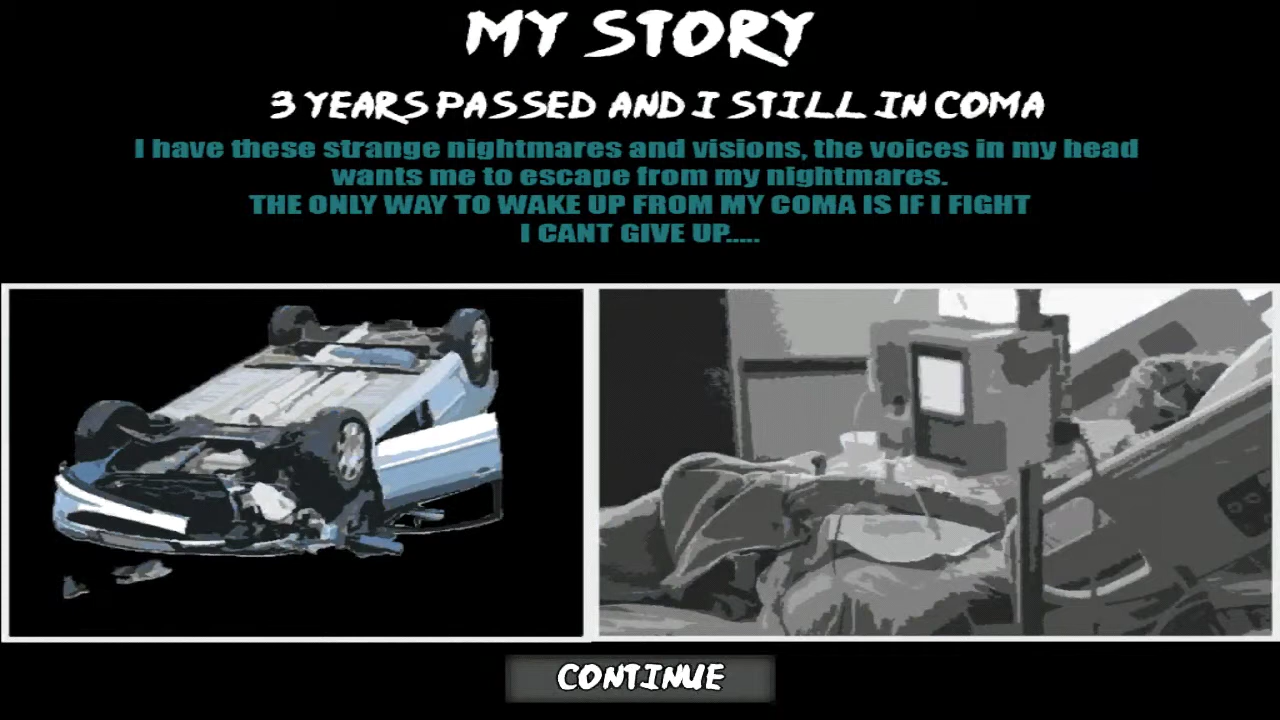 MY STORY
3 YEARS PASSED AND I STILL IN COMA
I have these strange nightmares and visions, the voices in my head
wants me to escape from my nightmares.
THE ONLY WAY TO WAKE UP FROM MY COMA IS IF I FIGHT
I CANT GIVE UP.....
CONTINUE